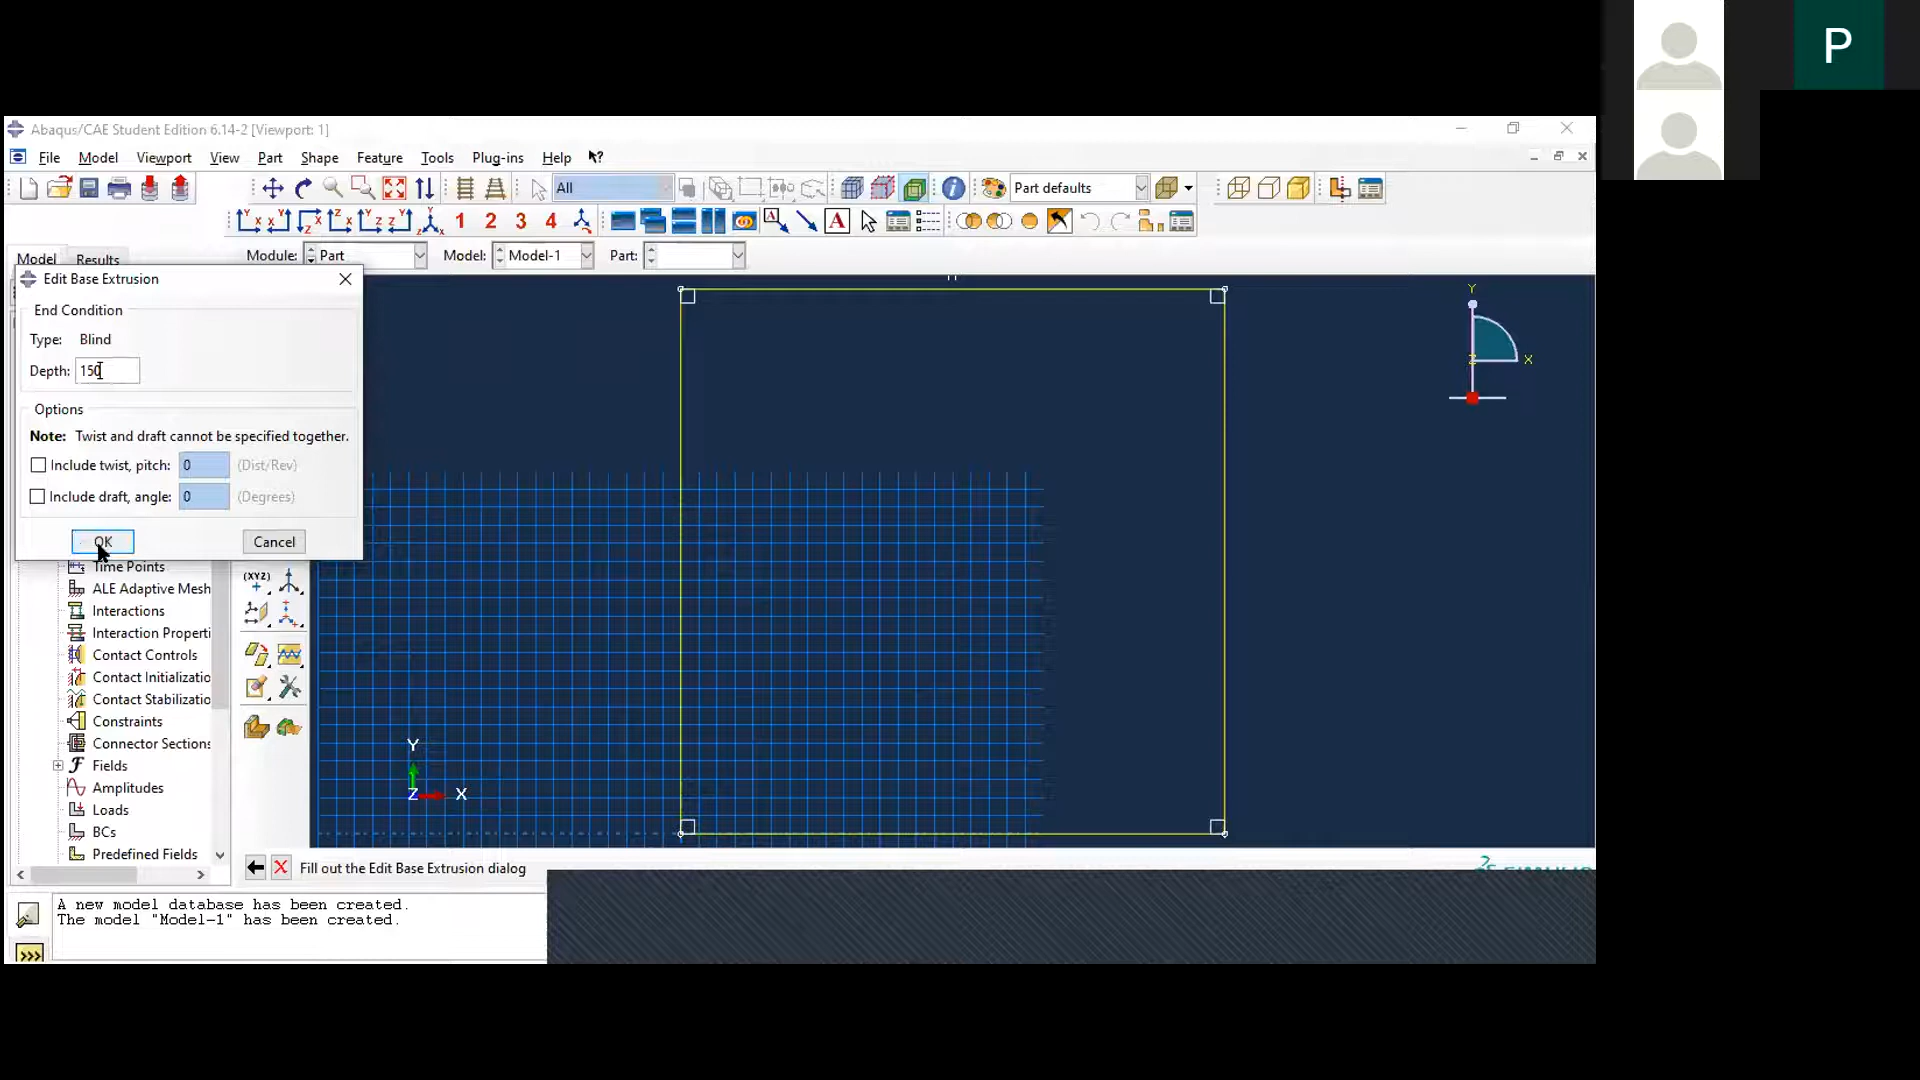 P
Abaqus/CAE Student Edition 6.14-2 [Viewport: 1]
File Model Viewport View Part Shape Feature Tools Plug-ins Help
All
Part defaults
1 2 3 4
A
Model Results
Module: Part Model: Model-1 Part:
Edit Base Extrusion
End Condition
Type: Blind
Depth: 150
Options
Note: Twist and draft cannot be specified together.
Include twist, pitch: 0 (Dist/Rev)
Include draft, angle: 0 (Degrees)
OK Cancel
Time Points
ALE Adaptive Mesh
Interactions
Interaction Properti
Contact Controls
Contact Initializatio
Contact Stabilizatio
Constraints
Connector Sections
Fields
Amplitudes
Loads
BCs
Predefined Fields
(XYZ)
Y
Z X
Y
Z X
Fill out the Edit Base Extrusion dialog
A new model database has been created.
The model "Model-1" has been created.
>>>